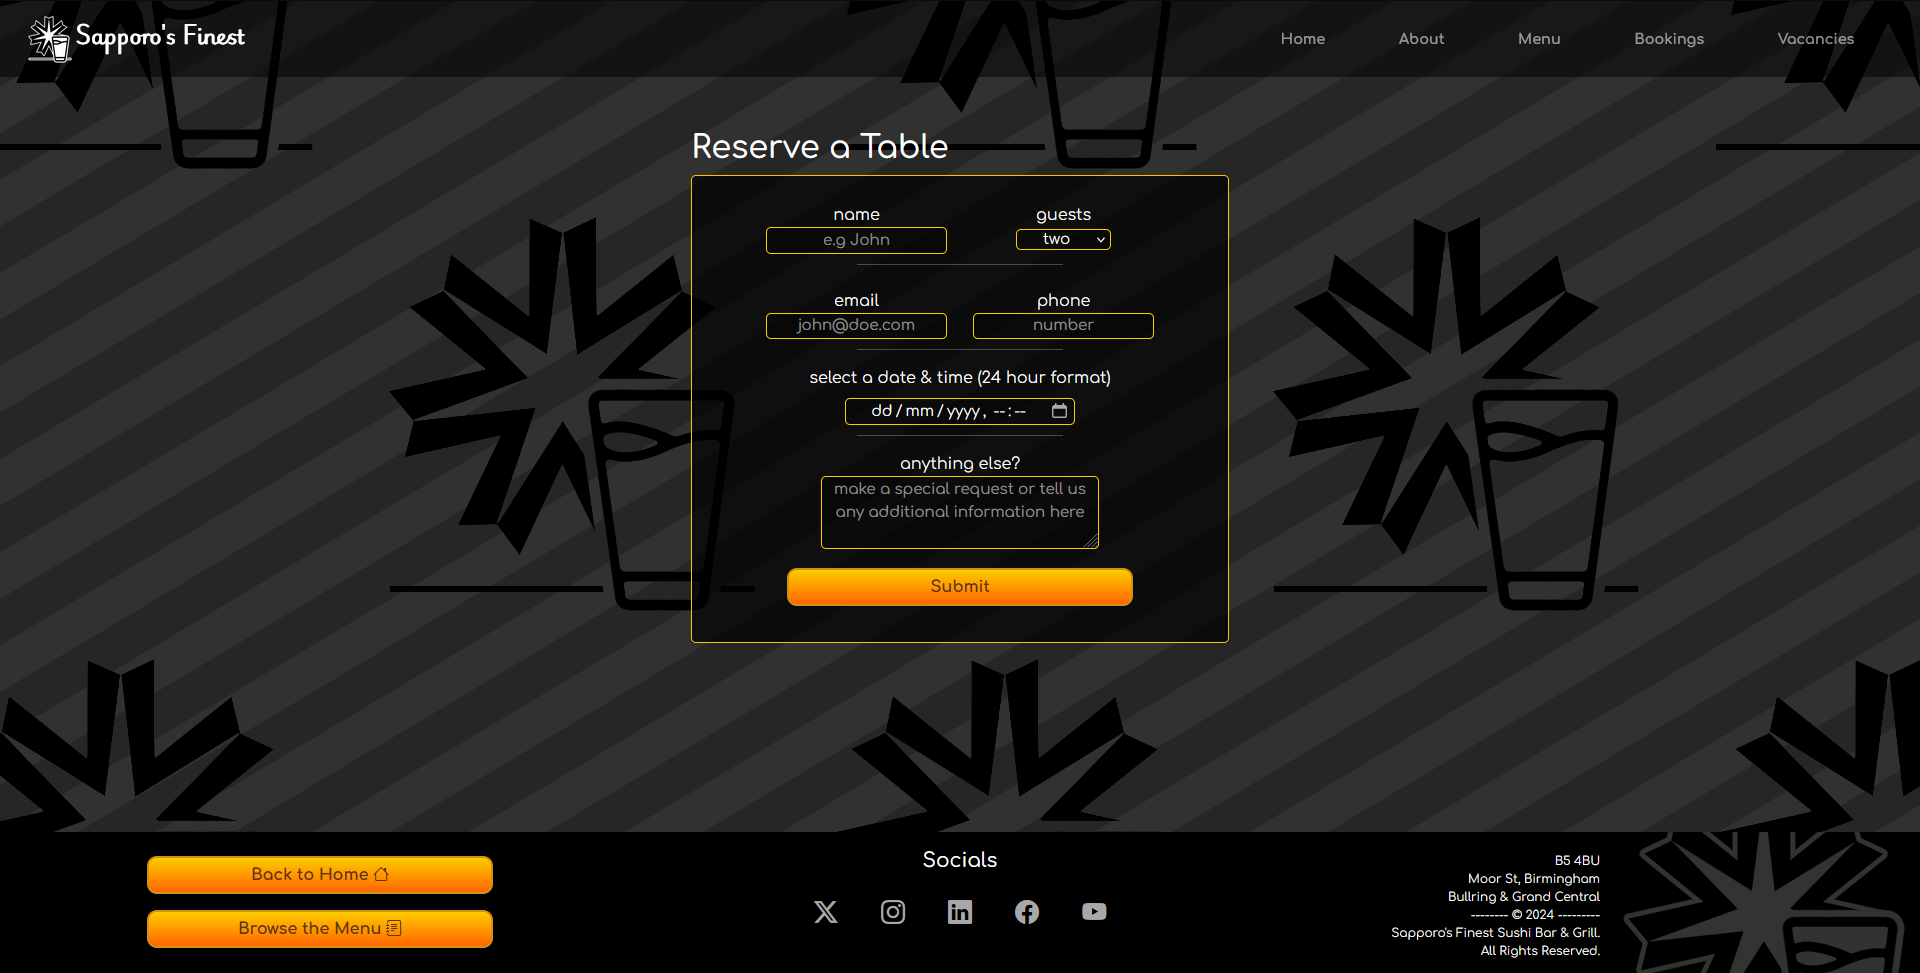 Sapporo's Finest
Home About Menu Bookings Vacancies
Reserve a Table
name guests
e.g John two
email phone
john@doe.com number
select a date & time (24 hour format)
dd/mm/yyyy, --:--
anything else?
make a special request or tell us
any additional information here
Submit
Back to Home
Browse the Menu
Socials
B5 4BU
Moor St, Birmingham
Bullring & Grand Central
-------- © 2024 ---------
Sapporo's Finest Sushi Bar & Grill.
All Rights Reserved.